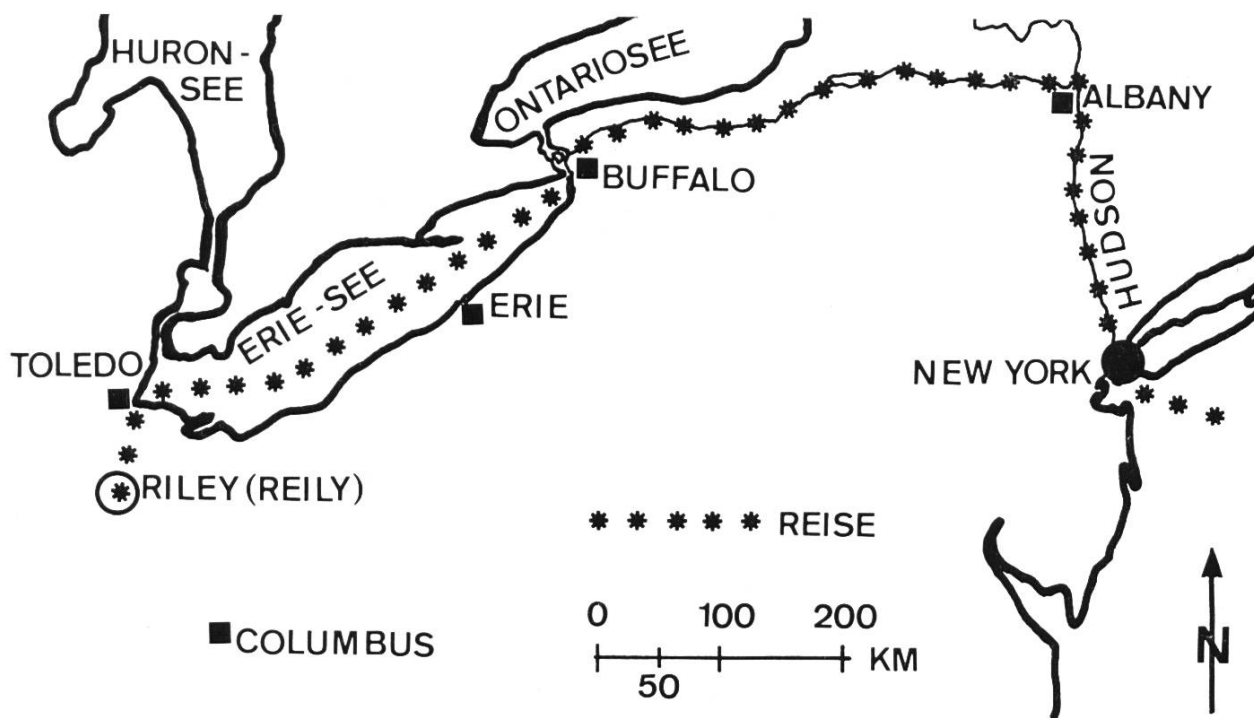 HURON-
SEE
ONTARIOSEE
ALBANY
BUFFALO
HUDSON
ERIE-SEE
ERIE
TOLEDO
NEW YORK
RILEY (REILY)
REISE
COLUMBUS
0 100 200
KM
50
N